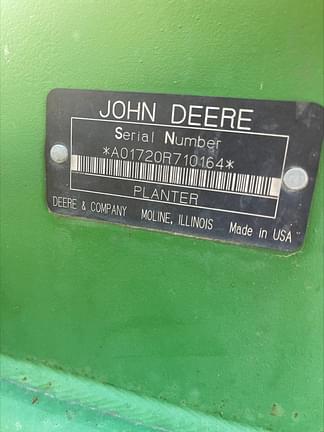 JOHN DEERE
Serial Number
*A01720R710164*
PLANTER
DEERE & COMPANY MOLINE, ILLINOIS Made in USA